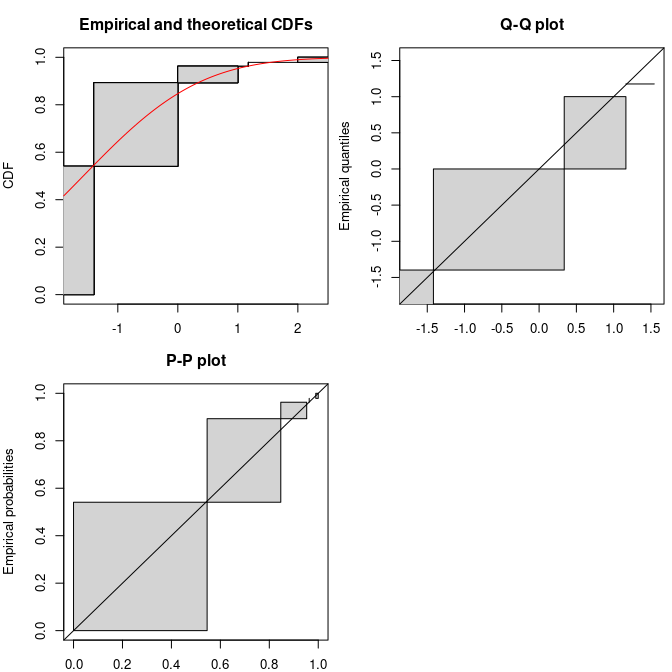 Empirical and theoretical CDFs
CDF
0.0 0.2 0.4 0.6 0.8 1.0
-1 0 1 2
Q-Q plot
Empirical quantiles
-1.5 -1.0 -0.5 0.0 0.5 1.0 1.5
-1.5 -1.0 -0.5 0.0 0.5 1.0 1.5
P-P plot
Empirical probabilities
0.0 0.2 0.4 0.6 0.8 1.0
0.0 0.2 0.4 0.6 0.8 1.0